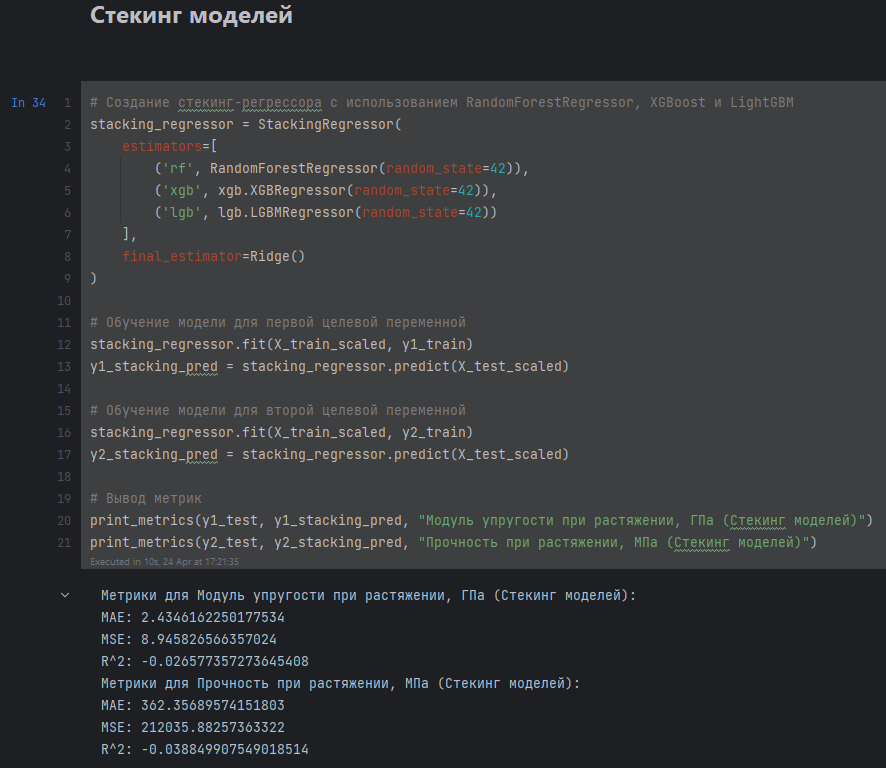 Стекинг моделей
In 34
1 # Создание стекинг-регрессора с использованием RandomForestRegressor, XGBoost и LightGBM
2 stacking_regressor = StackingRegressor(
3     estimators=[
4         ('rf', RandomForestRegressor(random_state=42)),
5         ('xgb', xgb.XGBRegressor(random_state=42)),
6         ('lgb', lgb.LGBMRegressor(random_state=42))
7     ],
8     final_estimator=Ridge()
9 )
10
11 # Обучение модели для первой целевой переменной
12 stacking_regressor.fit(X_train_scaled, y1_train)
13 y1_stacking_pred = stacking_regressor.predict(X_test_scaled)
14
15 # Обучение модели для второй целевой переменной
16 stacking_regressor.fit(X_train_scaled, y2_train)
17 y2_stacking_pred = stacking_regressor.predict(X_test_scaled)
18
19 # Вывод метрик
20 print_metrics(y1_test, y1_stacking_pred, "Модуль упругости при растяжении, ГПа (Стекинг моделей)")
21 print_metrics(y2_test, y2_stacking_pred, "Прочность при растяжении, МПа (Стекинг моделей)")
Executed in 10s, 24 Apr at 17:21:35
Метрики для Модуль упругости при растяжении, ГПа (Стекинг моделей):
MAE: 2.4346162250177534
MSE: 8.945826566357024
R^2: -0.026577357273645408
Метрики для Прочность при растяжении, МПа (Стекинг моделей):
MAE: 362.35689574151803
MSE: 212035.88257363322
R^2: -0.038849907549018514